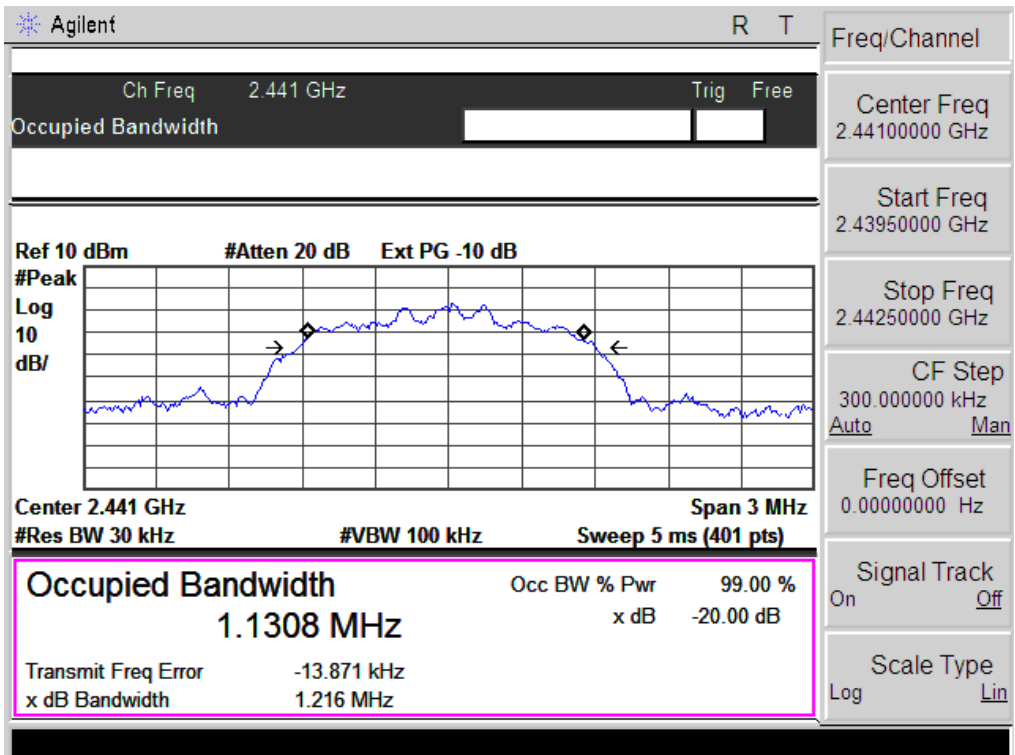 Agilent R T
Ch Freq 2.441 GHz Trig Free
Occupied Bandwidth
Ref 10 dBm #Atten 20 dB Ext PG -10 dB
#Peak
Log
10
dB/
Center 2.441 GHz Span 3 MHz
#Res BW 30 kHz #VBW 100 kHz Sweep 5 ms (401 pts)
Occupied Bandwidth
1.1308 MHz
Occ BW % Pwr 99.00 %
x dB -20.00 dB
Transmit Freq Error -13.871 kHz
x dB Bandwidth 1.216 MHz
Freq/Channel
Center Freq
2.44100000 GHz
Start Freq
2.43950000 GHz
Stop Freq
2.44250000 GHz
CF Step
300.000000 kHz
Auto Man
Freq Offset
0.00000000 Hz
Signal Track
On Off
Scale Type
Log Lin